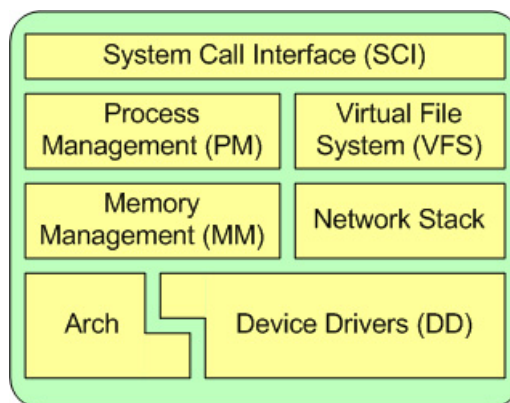 System Call Interface (SCI)
Process
Management (PM)
Virtual File
System (VFS)
Memory
Management (MM)
Network Stack
Arch
Device Drivers (DD)